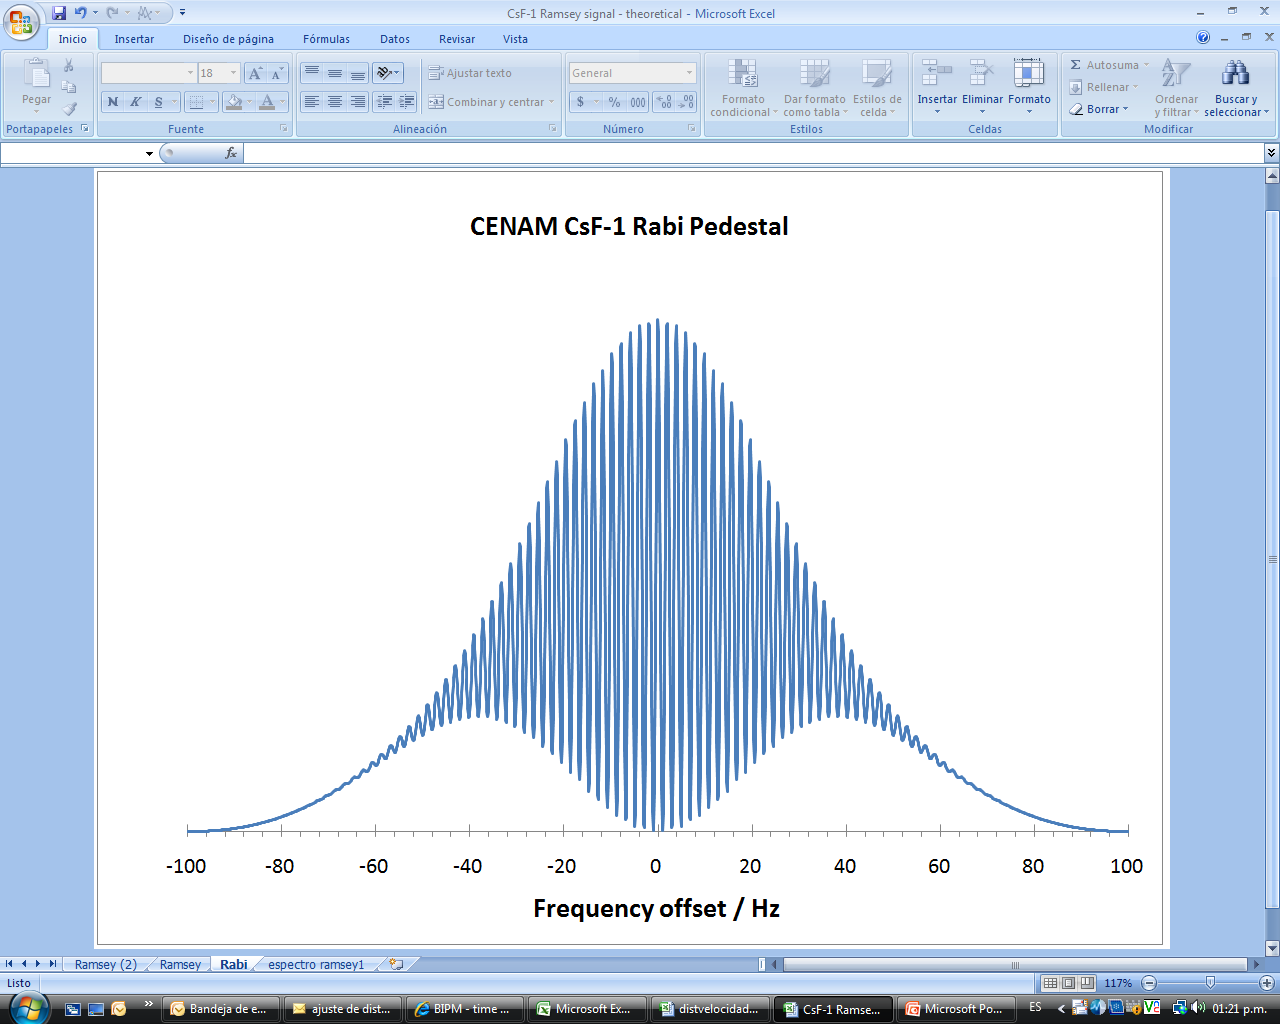 CsF-1 Ramsey signal - theoretical - Microsoft Excel
Inicio Insertar Diseño de página Fórmulas Datos Revisar Vista
Pegar
Portapapeles
18
N K S
Fuente
Ajustar texto
Combinar y centrar
Alineación
General
$ % 000
Número
Formato condicional
Dar formato como tabla
Estilos de celda
Estilos
Insertar Eliminar Formato
Celdas
Autosuma
Rellenar
Borrar
Ordenar y filtrar
Buscar y seleccionar
Modificar
fx
CENAM CsF-1 Rabi Pedestal
-100 -80 -60 -40 -20 0 20 40 60 80 100
Frequency offset / Hz
Ramsey (2) Ramsey Rabi espectro ramsey1
Listo 117%
Bandeja de e... ajuste de dist... BIPM - time ... Microsoft Ex... distvelocidad... CsF-1 Ramse... Microsoft Po... ES 01:21 p.m.